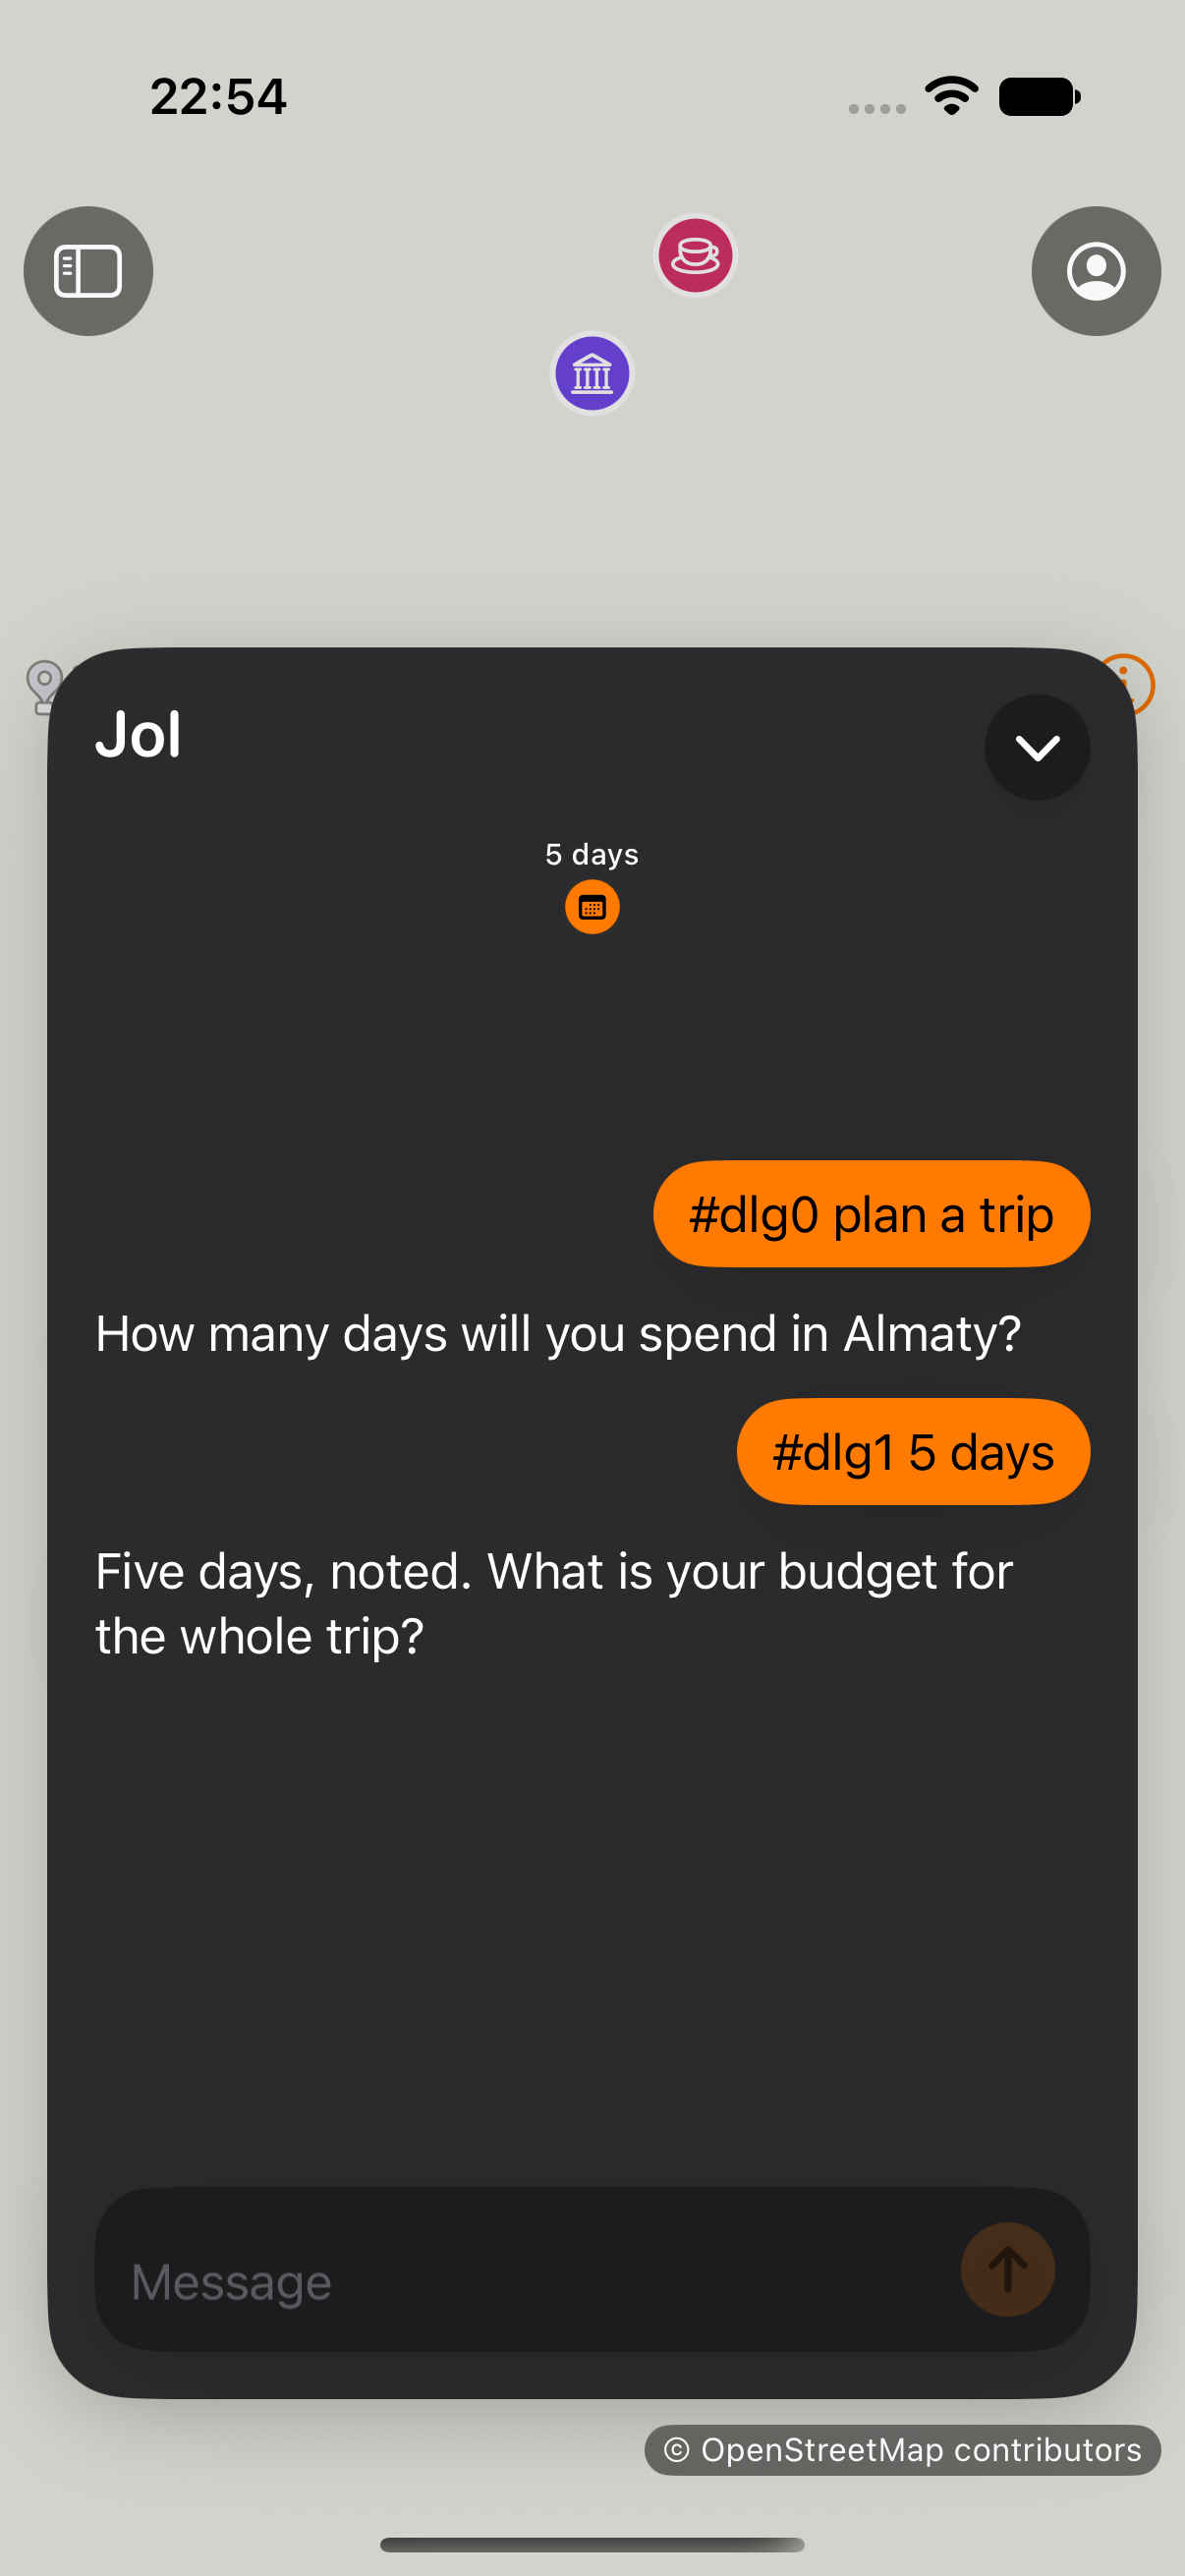 22:54
Jol
5 days
#dlg0 plan a trip
How many days will you spend in Almaty?
#dlg1 5 days
Five days, noted. What is your budget for
the whole trip?
Message
© OpenStreetMap contributors